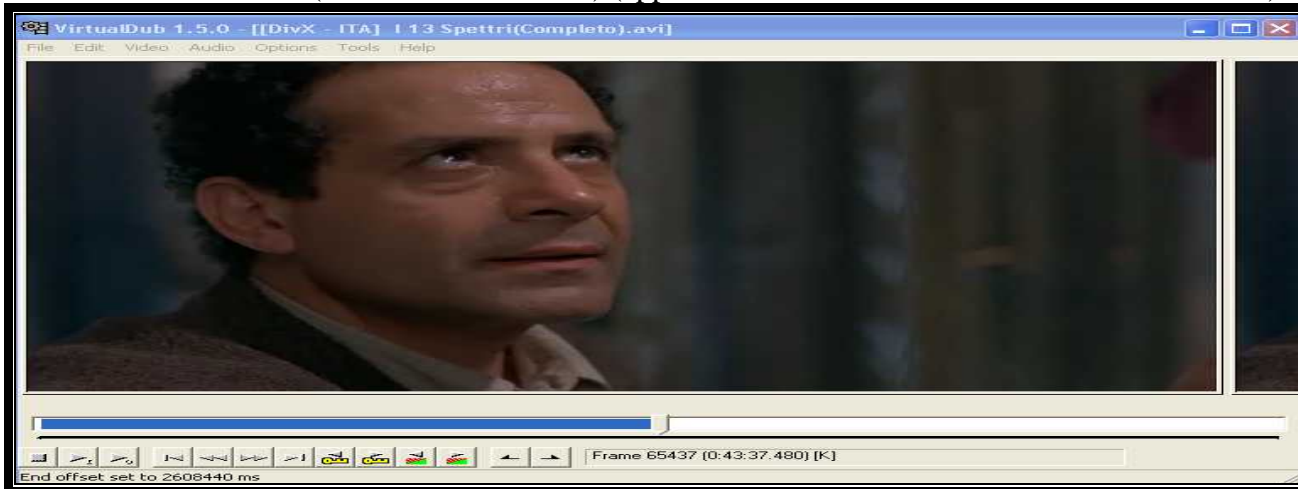 VirtualDub 1.5.0 - [[DivX - ITA] I 13 Spettri(Completo).avi]
File Edit Video Audio Options Tools Help
Frame 65437 (0:43:37.480) [K]
End offset set to 2608440 ms